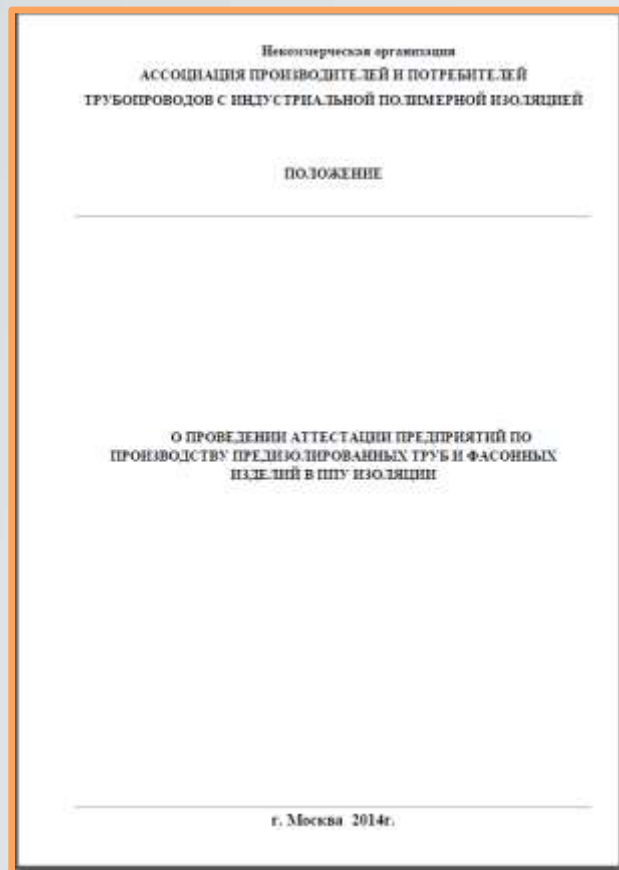 Некоммерческая организация
АССОЦИАЦИЯ ПРОИЗВОДИТЕЛЕЙ И ПОТРЕБИТЕЛЕЙ
ТРУБОПРОВОДОВ С ИНДУСТРИАЛЬНОЙ ПОЛИМЕРНОЙ ИЗОЛЯЦИЕЙ
ПОЛОЖЕНИЕ
О ПРОВЕДЕНИИ АТТЕСТАЦИИ ПРЕДПРИЯТИЙ ПО
ПРОИЗВОДСТВУ ПРЕДИЗОЛИРОВАННЫХ ТРУБ И ФАСОННЫХ
ИЗДЕЛИЙ В ППУ ИЗОЛЯЦИИ
г. Москва 2014г.